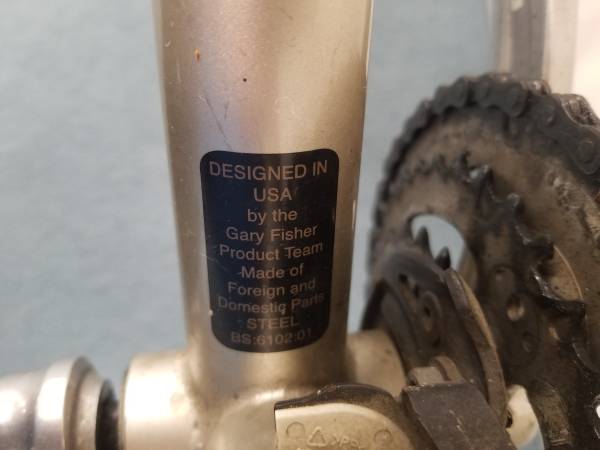 DESIGNED IN
USA
by the
Gary Fisher
Product Team
Made of
Foreign and
Domestic Parts
STEEL
BS:6102:01